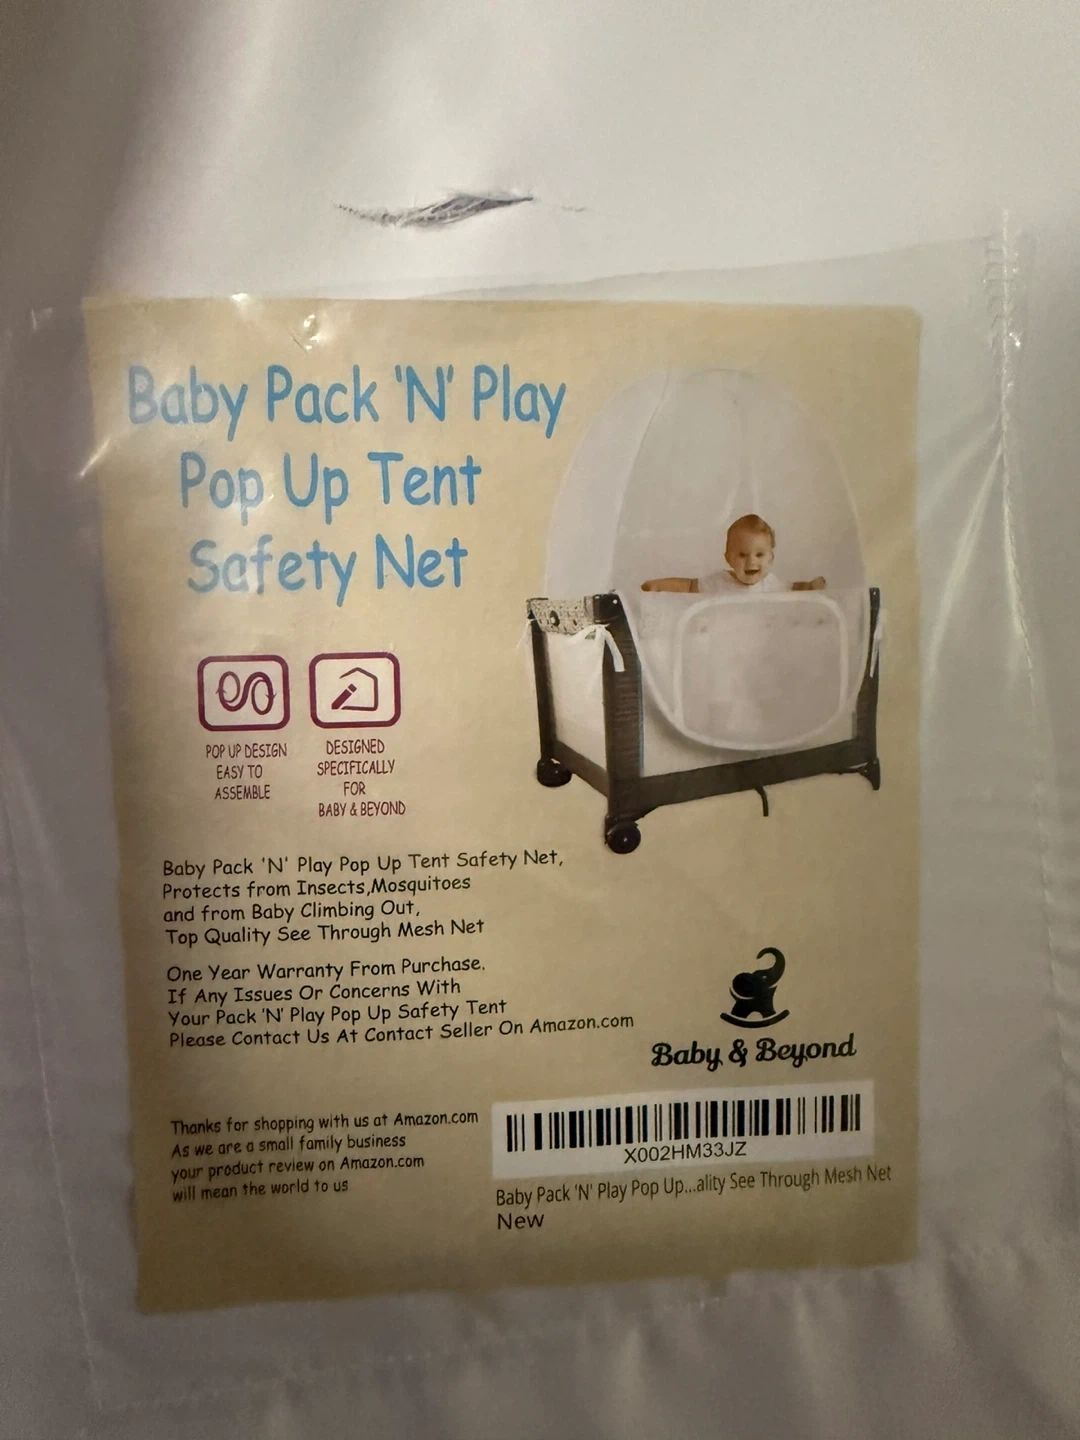 Baby Pack 'N' Play
Pop Up Tent
Safety Net
POP UP DESIGN
EASY TO
ASSEMBLE
DESIGNED
SPECIFICALLY
FOR
BABY & BEYOND
Baby Pack 'N' Play Pop Up Tent Safety Net,
Protects from Insects,Mosquitoes
and from Baby Climbing Out,
Top Quality See Through Mesh Net
One Year Warranty From Purchase.
If Any Issues Or Concerns With
Your Pack 'N' Play Pop Up Safety Tent
Please Contact Us At Contact Seller On Amazon.com
Baby & Beyond
Thanks for shopping with us at Amazon.com
As we are a small family business
your product review on Amazon.com
will mean the world to us
X002HM33JZ
Baby Pack 'N' Play Pop Up...ality See Through Mesh Net
New